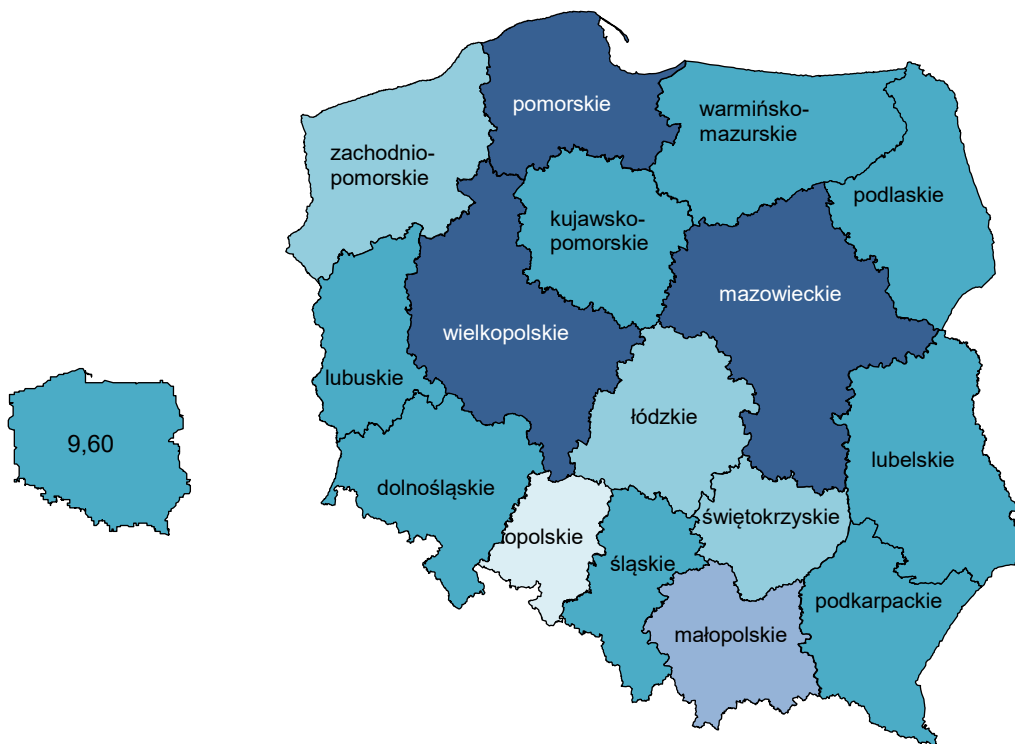 pomorskie
warmińsko-
mazurskie
zachodnio-
pomorskie
podlaskie
kujawsko-
pomorskie
mazowieckie
wielkopolskie
lubuskie
łódzkie
9,60
lubelskie
dolnośląskie
świętokrzyskie
opolskie
śląskie
podkarpackie
małopolskie